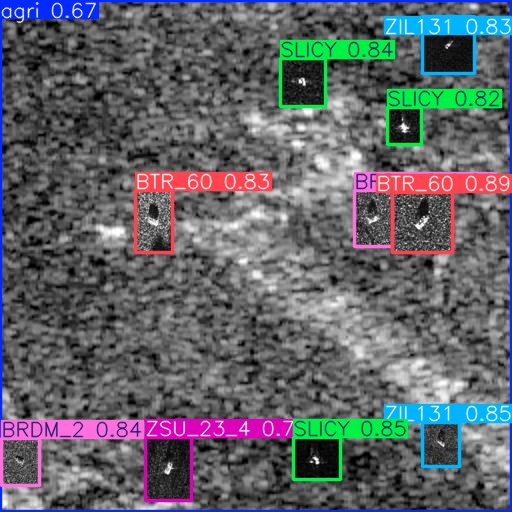 agri 0.67
ZIL131 0.83
SLICY 0.84
SLICY 0.82
BTR_60 0.83
BTR_60 0.89
BRDM_2 0.84
ZSU_23_4 0.7
SLICY 0.85
ZIL131 0.85